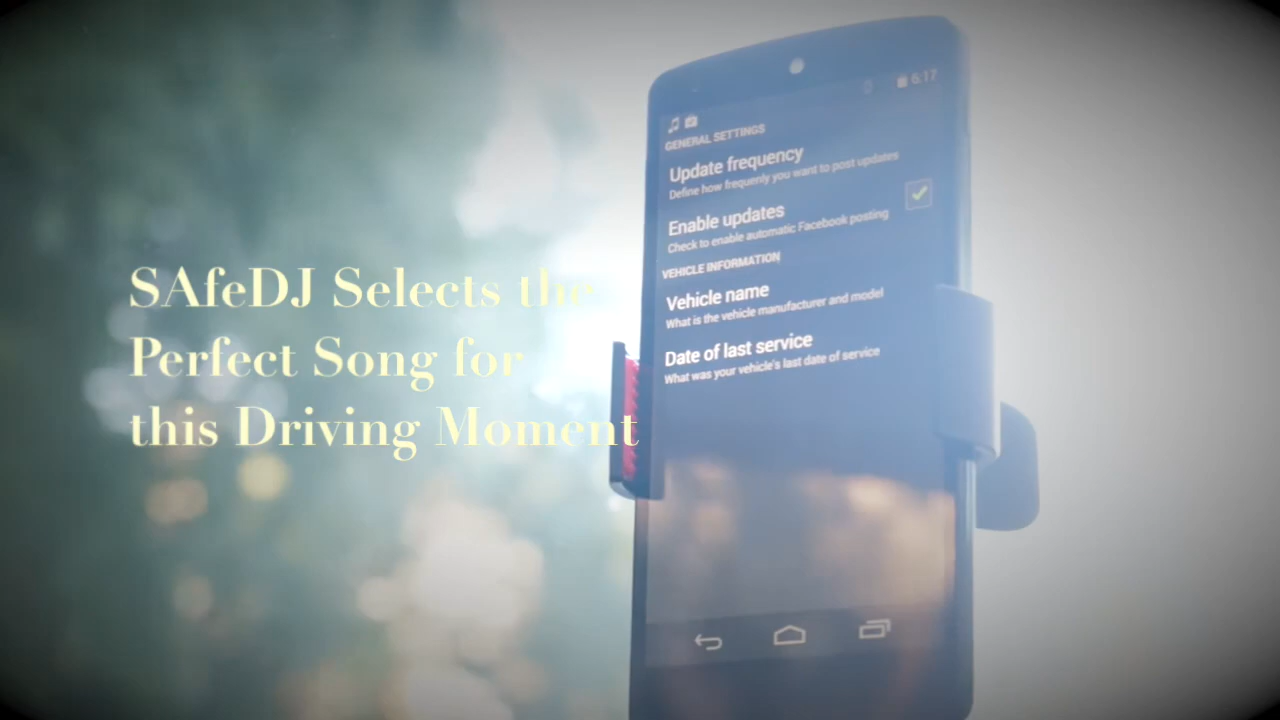 SAfeDJ Selects the
Perfect Song for
this Driving Moment
6:17
GENERAL SETTINGS
Update frequency
Define how frequenly you want to post updates
Enable updates
Check to enable automatic Facebook posting
VEHICLE INFORMATION
Vehicle name
What is the vehicle manufacturer and model
Date of last service
What was your vehicle's last date of service